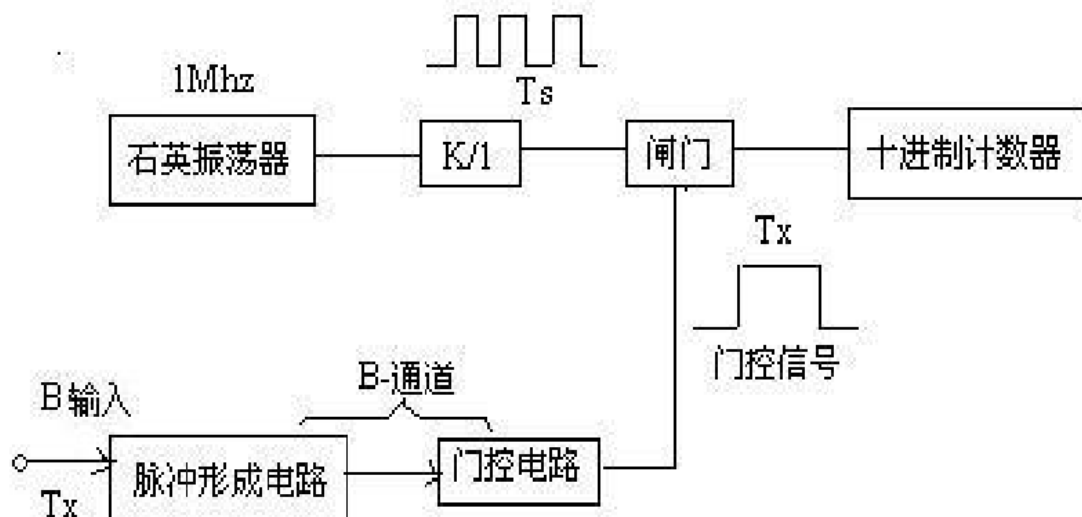 1Mhz
Ts
石英振荡器
K/1
闸门
十进制计数器
Tx
门控信号
B-通道
B输入
脉冲形成电路
门控电路
Tx